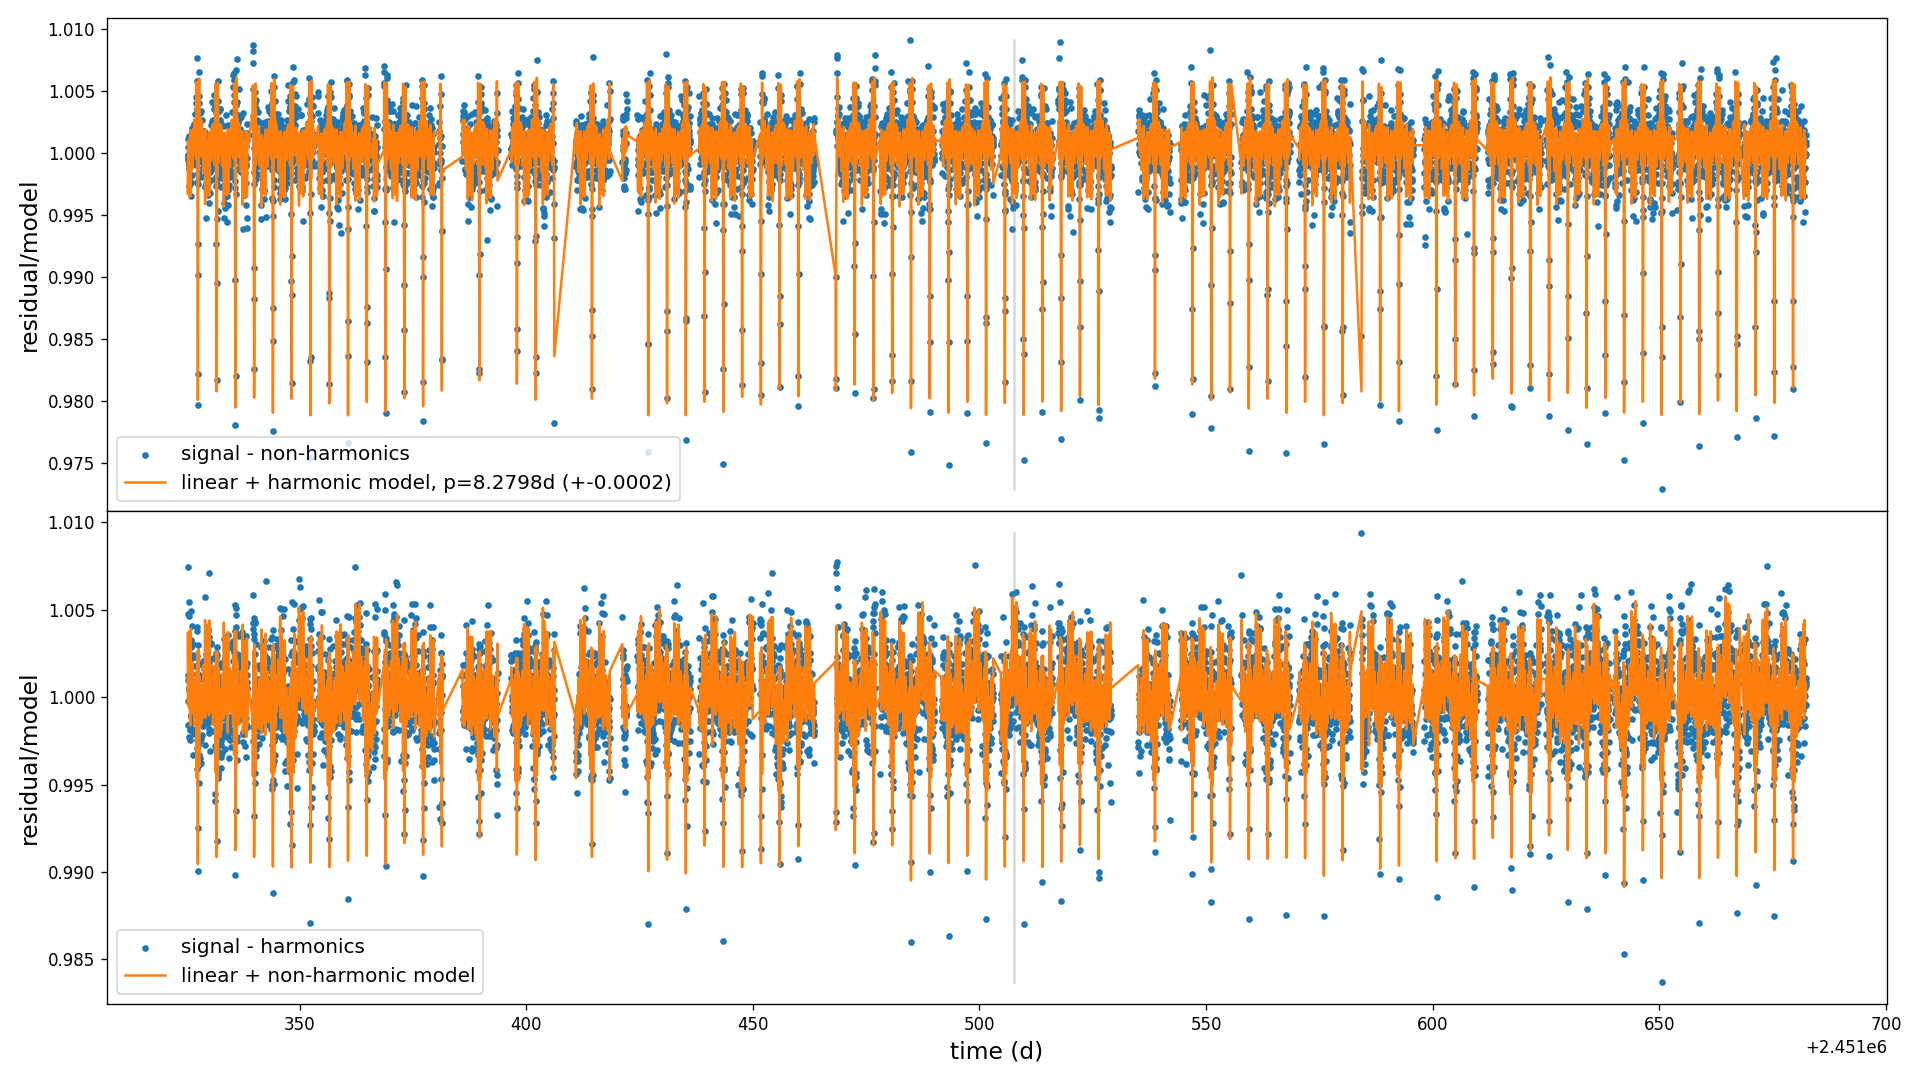 1.010
1.005
1.000
0.995
0.990
0.985
0.980
0.975
residual/model
signal - non-harmonics
linear + harmonic model, p=8.2798d (+-0.0002)
1.010
1.005
1.000
0.995
0.990
0.985
residual/model
signal - harmonics
linear + non-harmonic model
350 400 450 500 550 600 650 700
time (d)
+2.451e6